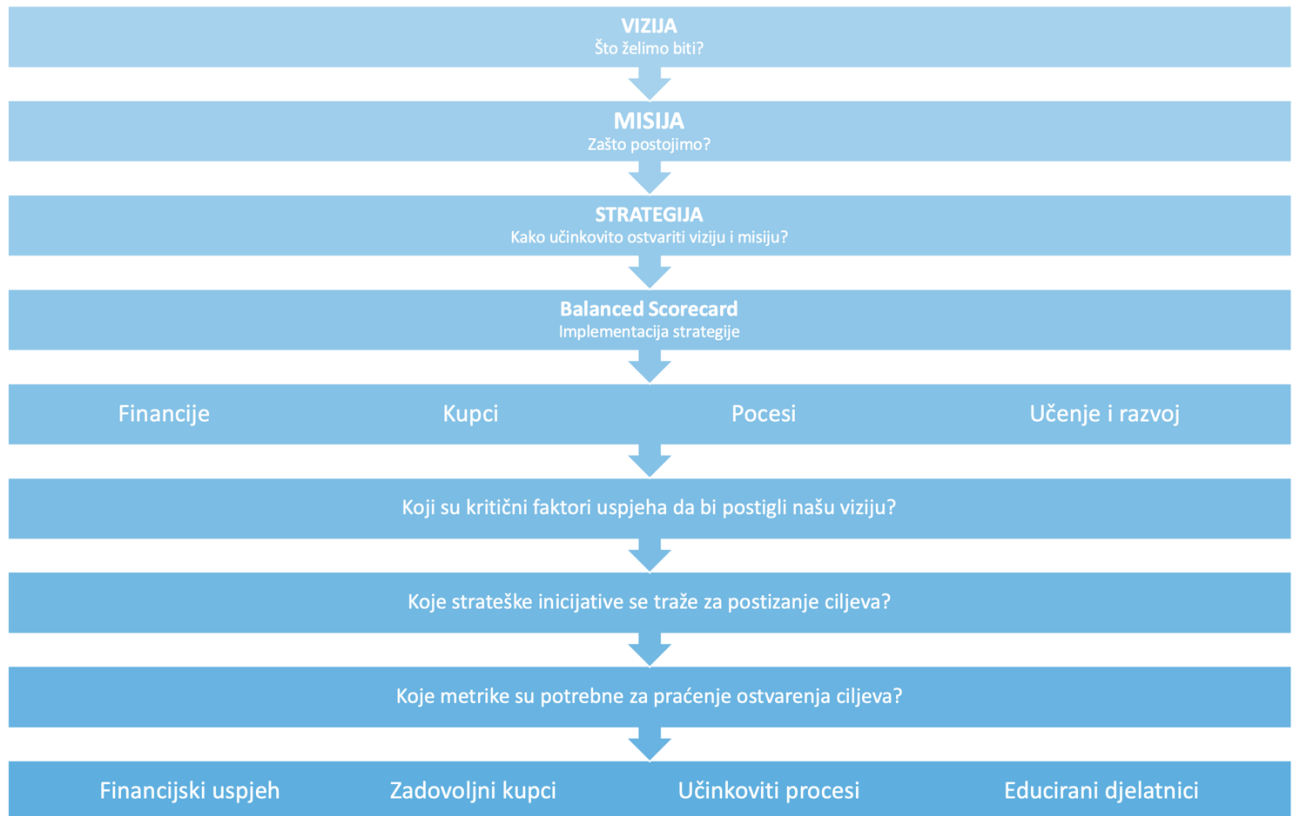 VIZIJA
Što želimo biti?
MISIJA
Zašto postojimo?
STRATEGIJA
Kako učinkovito ostvariti viziju i misiju?
Balanced Scorecard
Implementacija strategije
Financije Kupci Pocesi Učenje i razvoj
Koji su kritični faktori uspjeha da bi postigli našu viziju?
Koje strateške inicijative se traže za postizanje ciljeva?
Koje metrike su potrebne za praćenje ostvarenja ciljeva?
Financijski uspjeh Zadovoljni kupci Učinkoviti procesi Educirani djelatnici